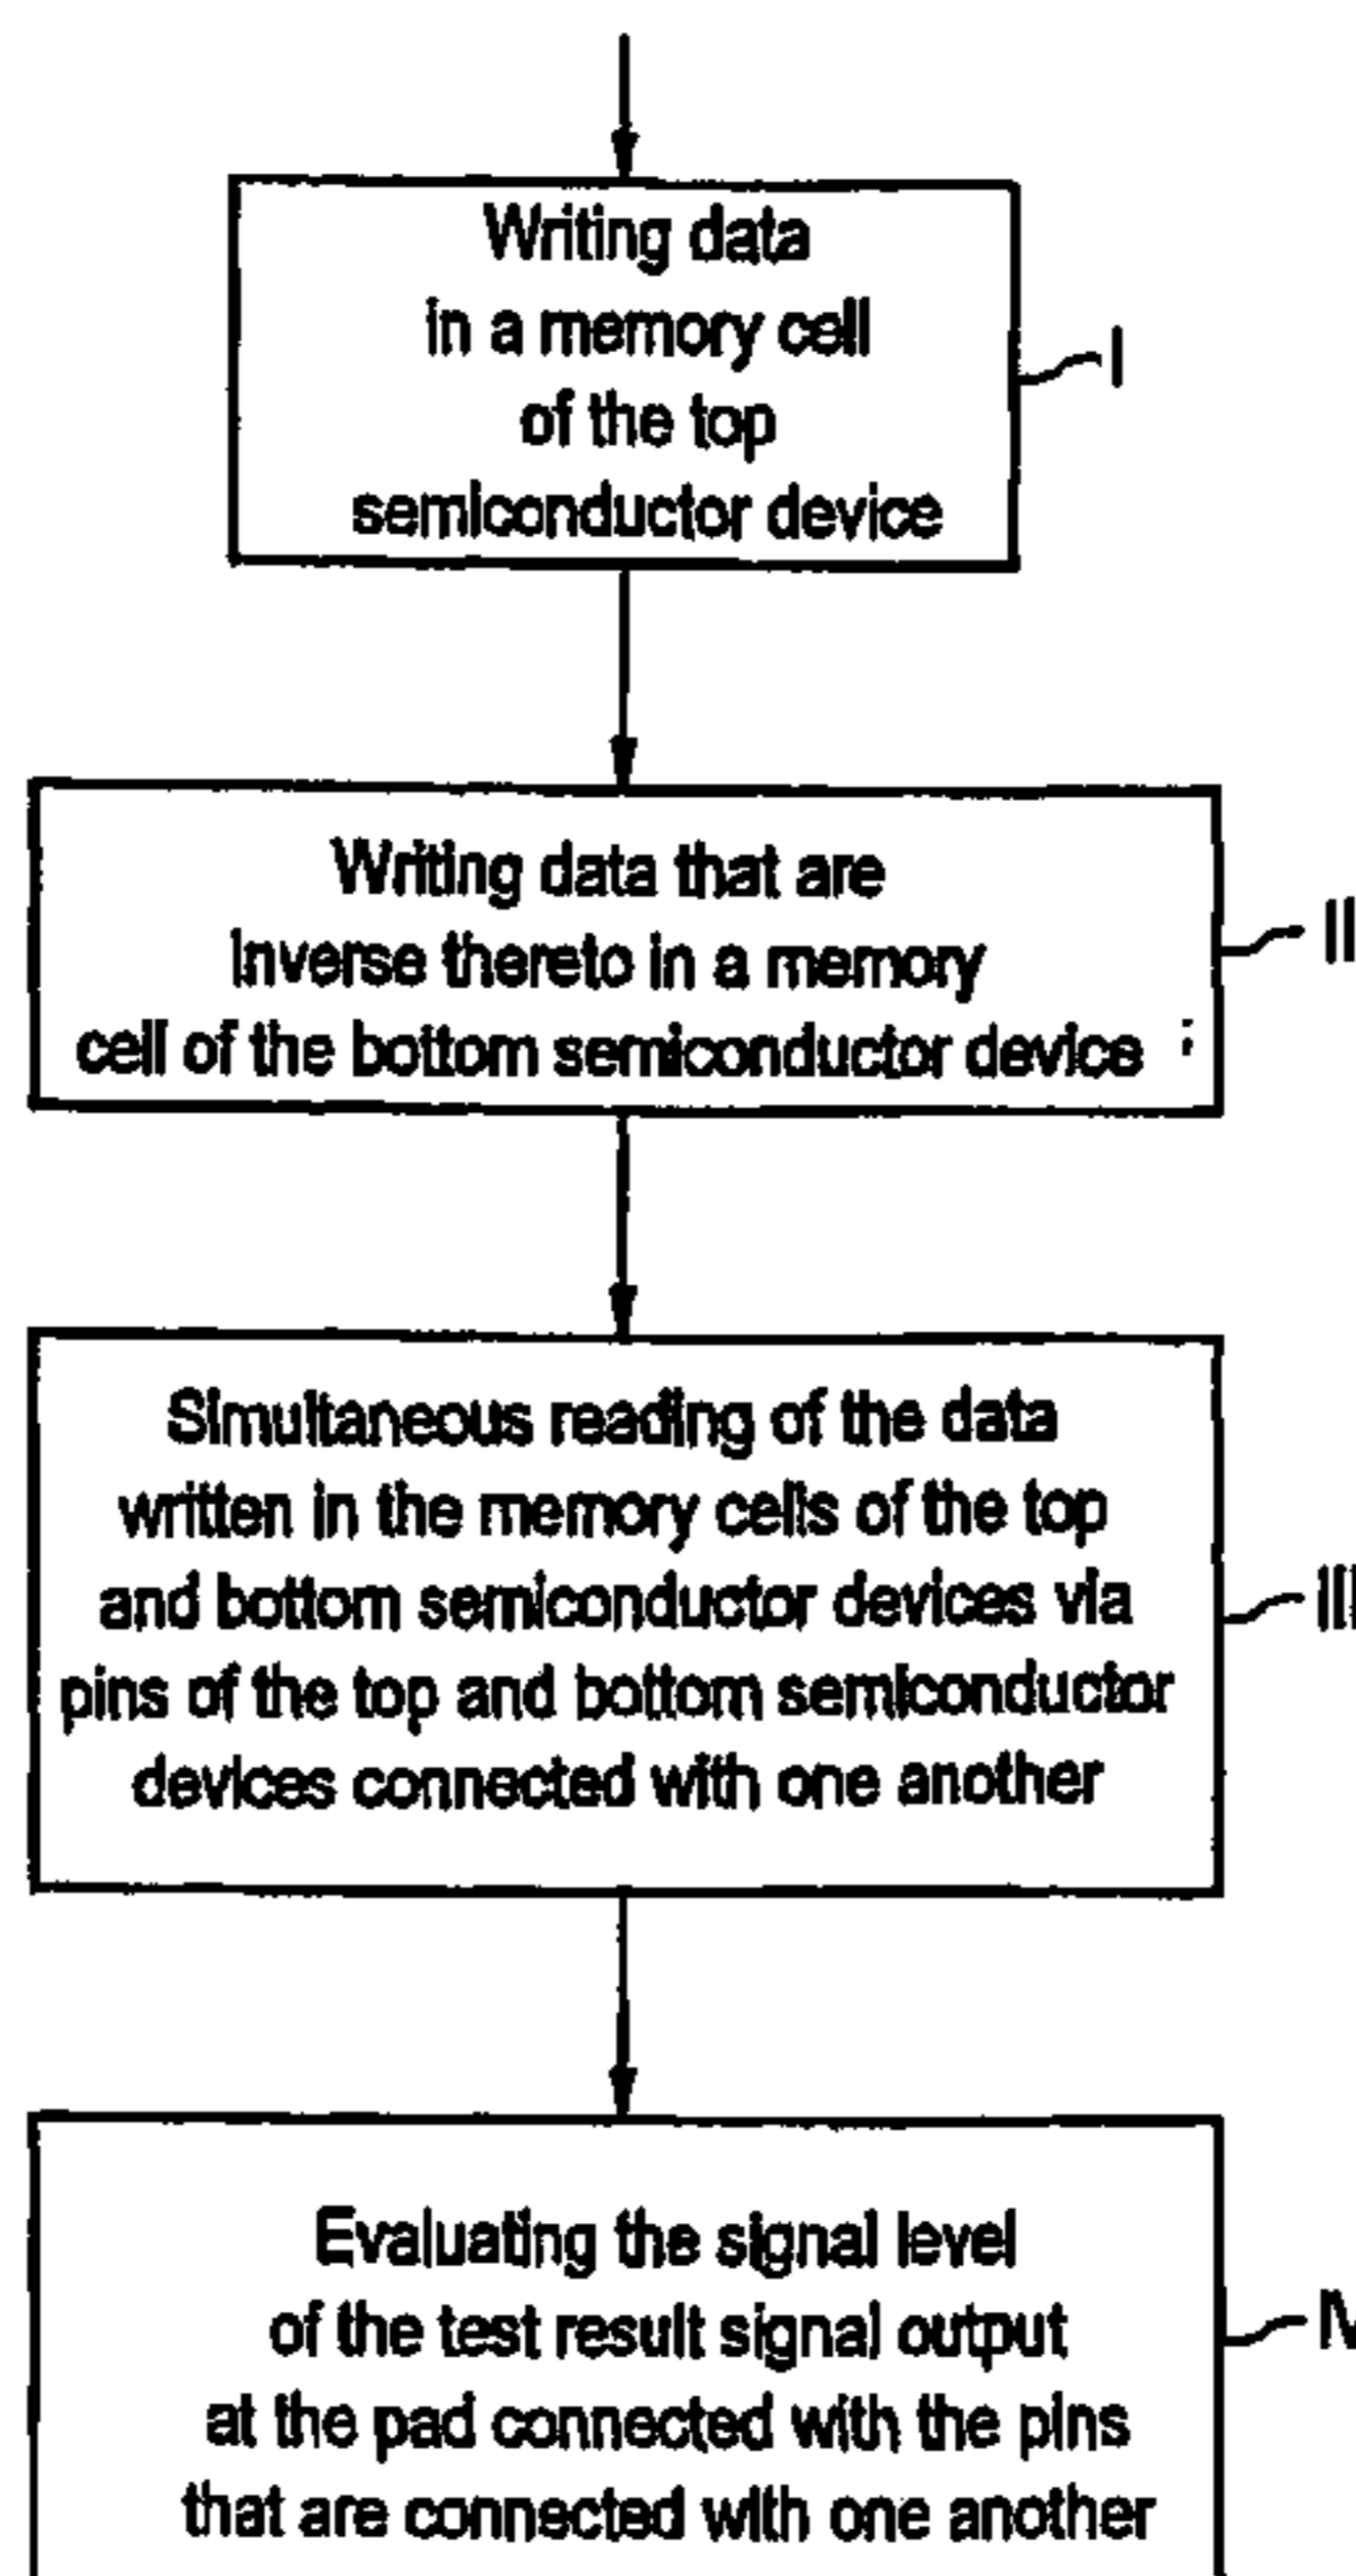 Writing data
in a memory cell
of the top
semiconductor device
I
Writing data that are
inverse thereto in a memory
cell of the bottom semiconductor device
II
Simultaneous reading of the data
written in the memory cells of the top
and bottom semiconductor devices via
pins of the top and bottom semiconductor
devices connected with one another
Evaluating the signal level
of the test result signal output
at the pad connected with the pins
that are connected with one another